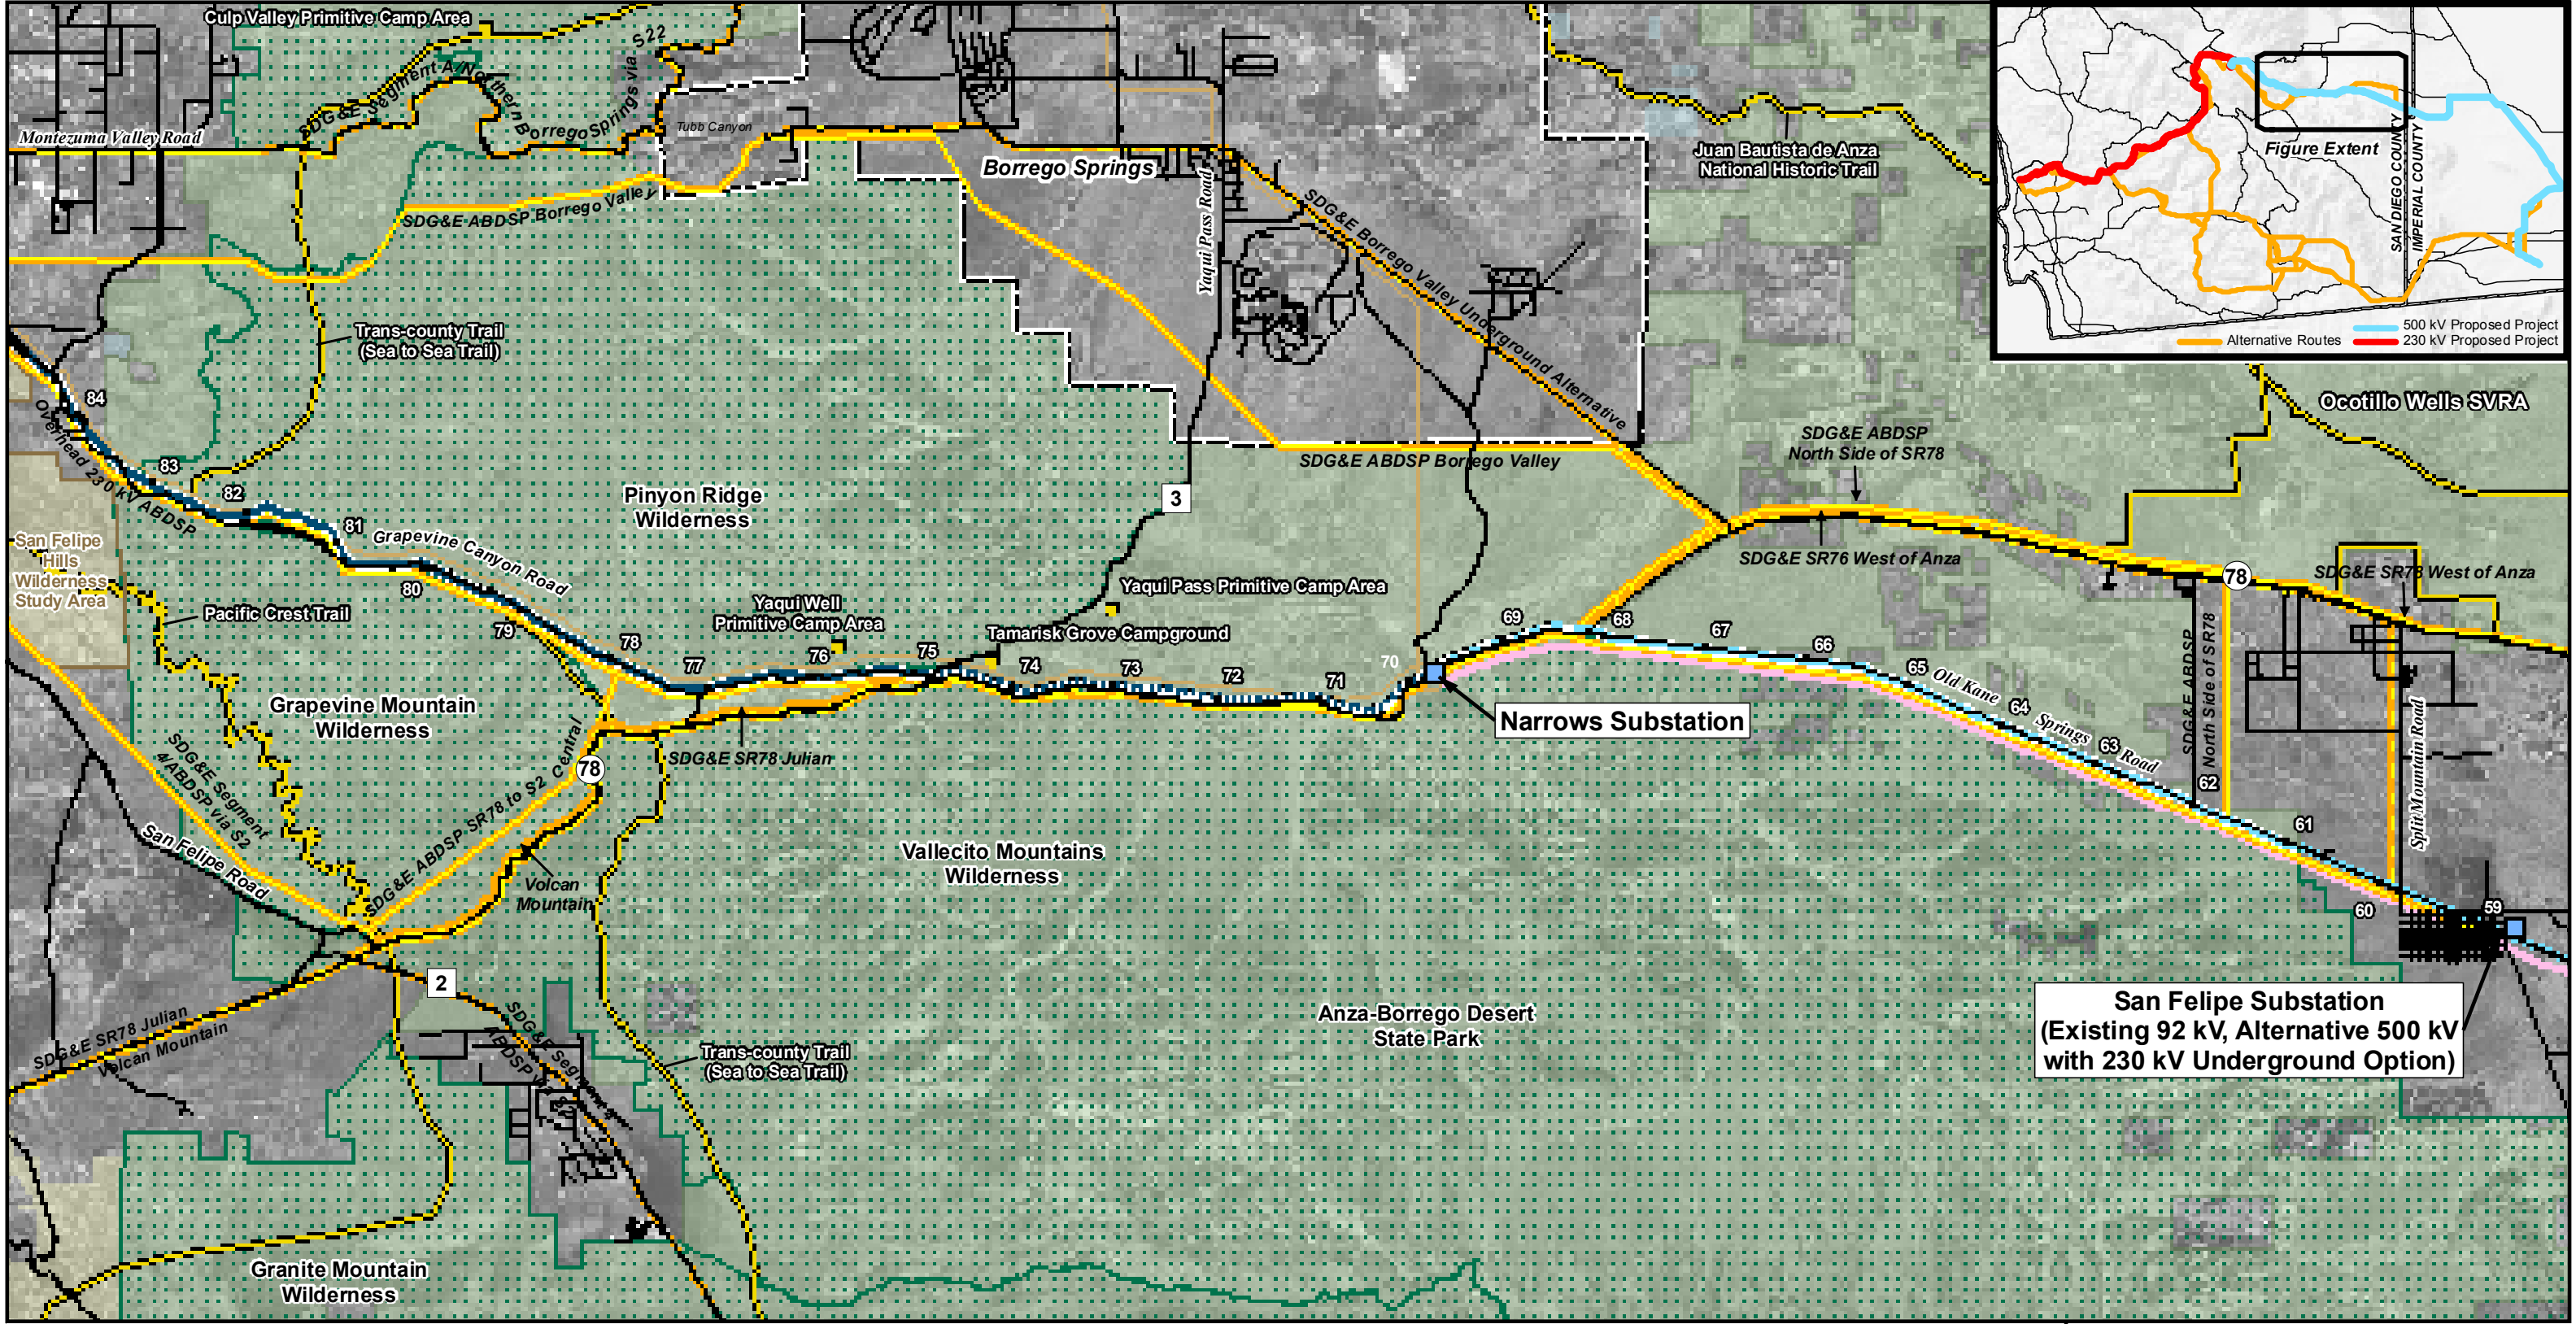 Culp Valley Primitive Camp Area
S22
SDG&E Segment A/Northern Borrego Springs via
Montezuma Valley Road
Tubb Canyon
Borrego Springs
Yaqui Pass Road
SDG&E ABDSP Borrego Valley
SDG&E Borrego Valley Underground Alternative
Juan Bautista de Anza
National Historic Trail
Figure Extent
SAN DIEGO COUNTY
IMPERIAL COUNTY
500 kV Proposed Project
Alternative Routes
230 kV Proposed Project
Trans-county Trail
(Sea to Sea Trail)
Ocotillo Wells SVRA
84
Overhead 230 kV ABDSP
83
82
81
Grapevine Canyon Road
80
79
78
77
76
75
74
73
72
71
70
69
68
67
66
65
64
63
62
61
60
59
SDG&E ABDSP
North Side of SR78
SDG&E ABDSP Borrego Valley
Pinyon Ridge
Wilderness
3
SDG&E SR76 West of Anza
78
SDG&E SR78 West of Anza
San Felipe
Hills
Wilderness
Study Area
Pacific Crest Trail
Yaqui Well
Primitive Camp Area
Yaqui Pass Primitive Camp Area
Tamarisk Grove Campground
Old Kane Springs Road
SDG&E ABDSP
North Side of SR78
Split Mountain Road
Narrows Substation
Grapevine Mountain
Wilderness
SDG&E SR78 Julian
78
SDG&E Segment
4/ABDSP via S2
SDG&E ABDSP SR78 to S2 Central
San Felipe Road
Volcan
Mountain
Vallecito Mountains
Wilderness
2
SDG&E SR78 Julian
Volcan Mountain
SDG&E Segment 4
ABDSP via S2
Anza-Borrego Desert
State Park
San Felipe Substation
(Existing 92 kV, Alternative 500 kV
with 230 kV Underground Option)
Trans-county Trail
(Sea to Sea Trail)
Granite Mountain
Wilderness